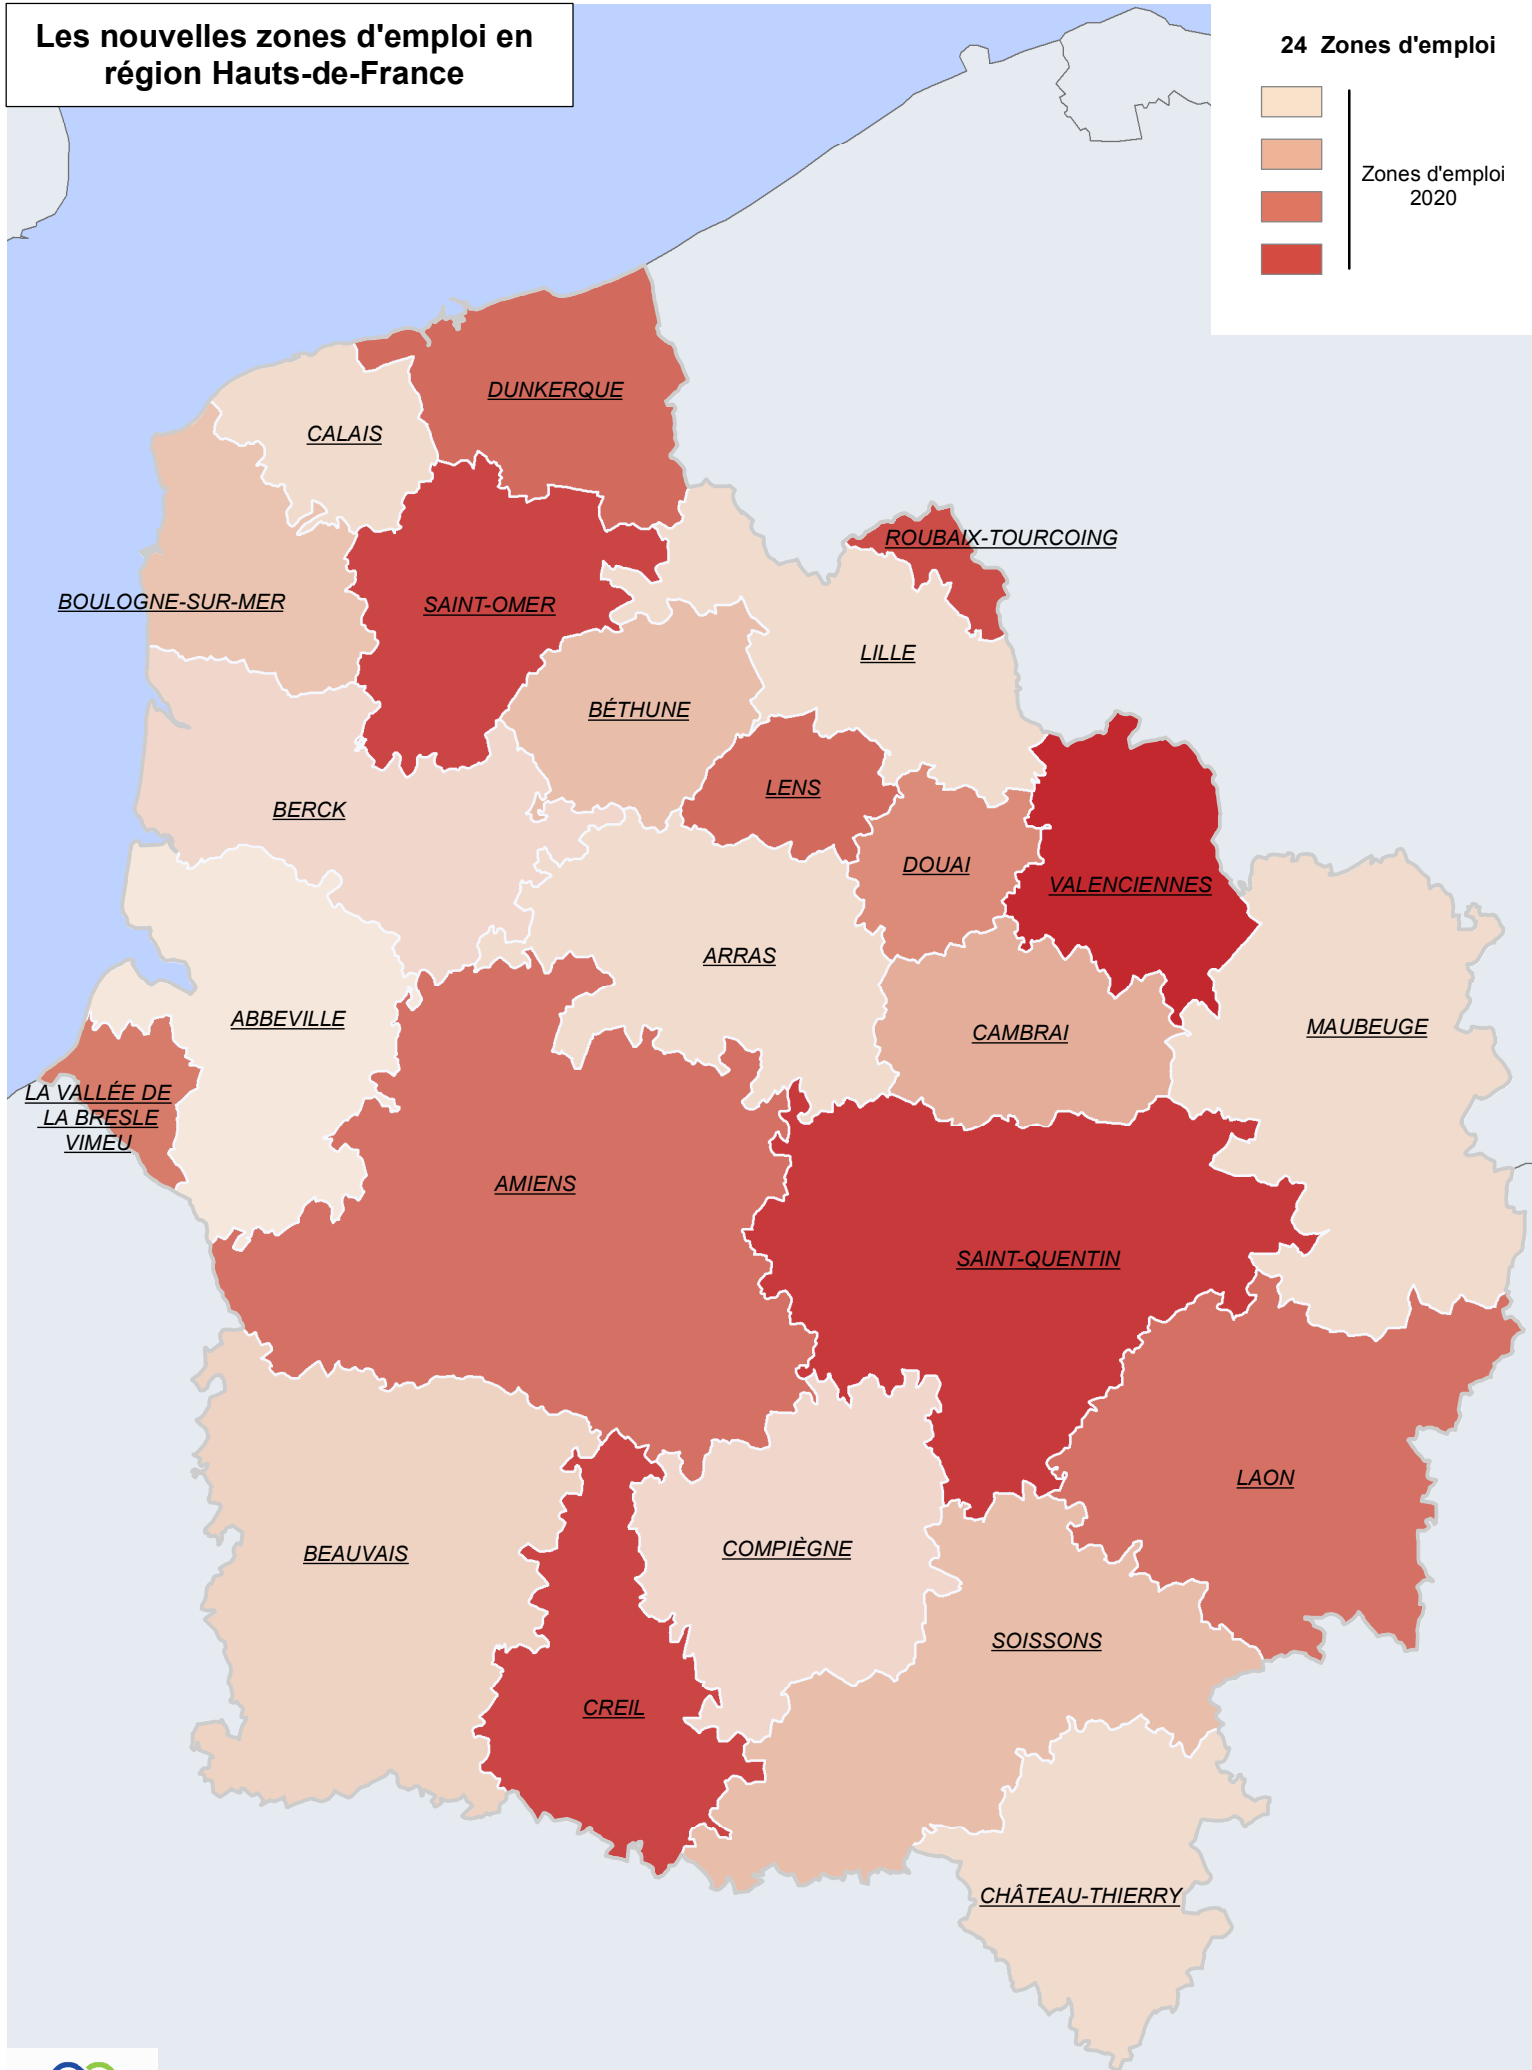 Les nouvelles zones d'emploi en
région Hauts-de-France
24 Zones d'emploi
Zones d'emploi
2020
DUNKERQUE
CALAIS
ROUBAIX-TOURCOING
BOULOGNE-SUR-MER
SAINT-OMER
LILLE
BÉTHUNE
LENS
BERCK
DOUAI
VALENCIENNES
ARRAS
ABBEVILLE
CAMBRAI
MAUBEUGE
LA VALLÉE DE
LA BRESLE
VIMEU
AMIENS
SAINT-QUENTIN
LAON
BEAUVAIS
COMPIÈGNE
SOISSONS
CREIL
CHÂTEAU-THIERRY